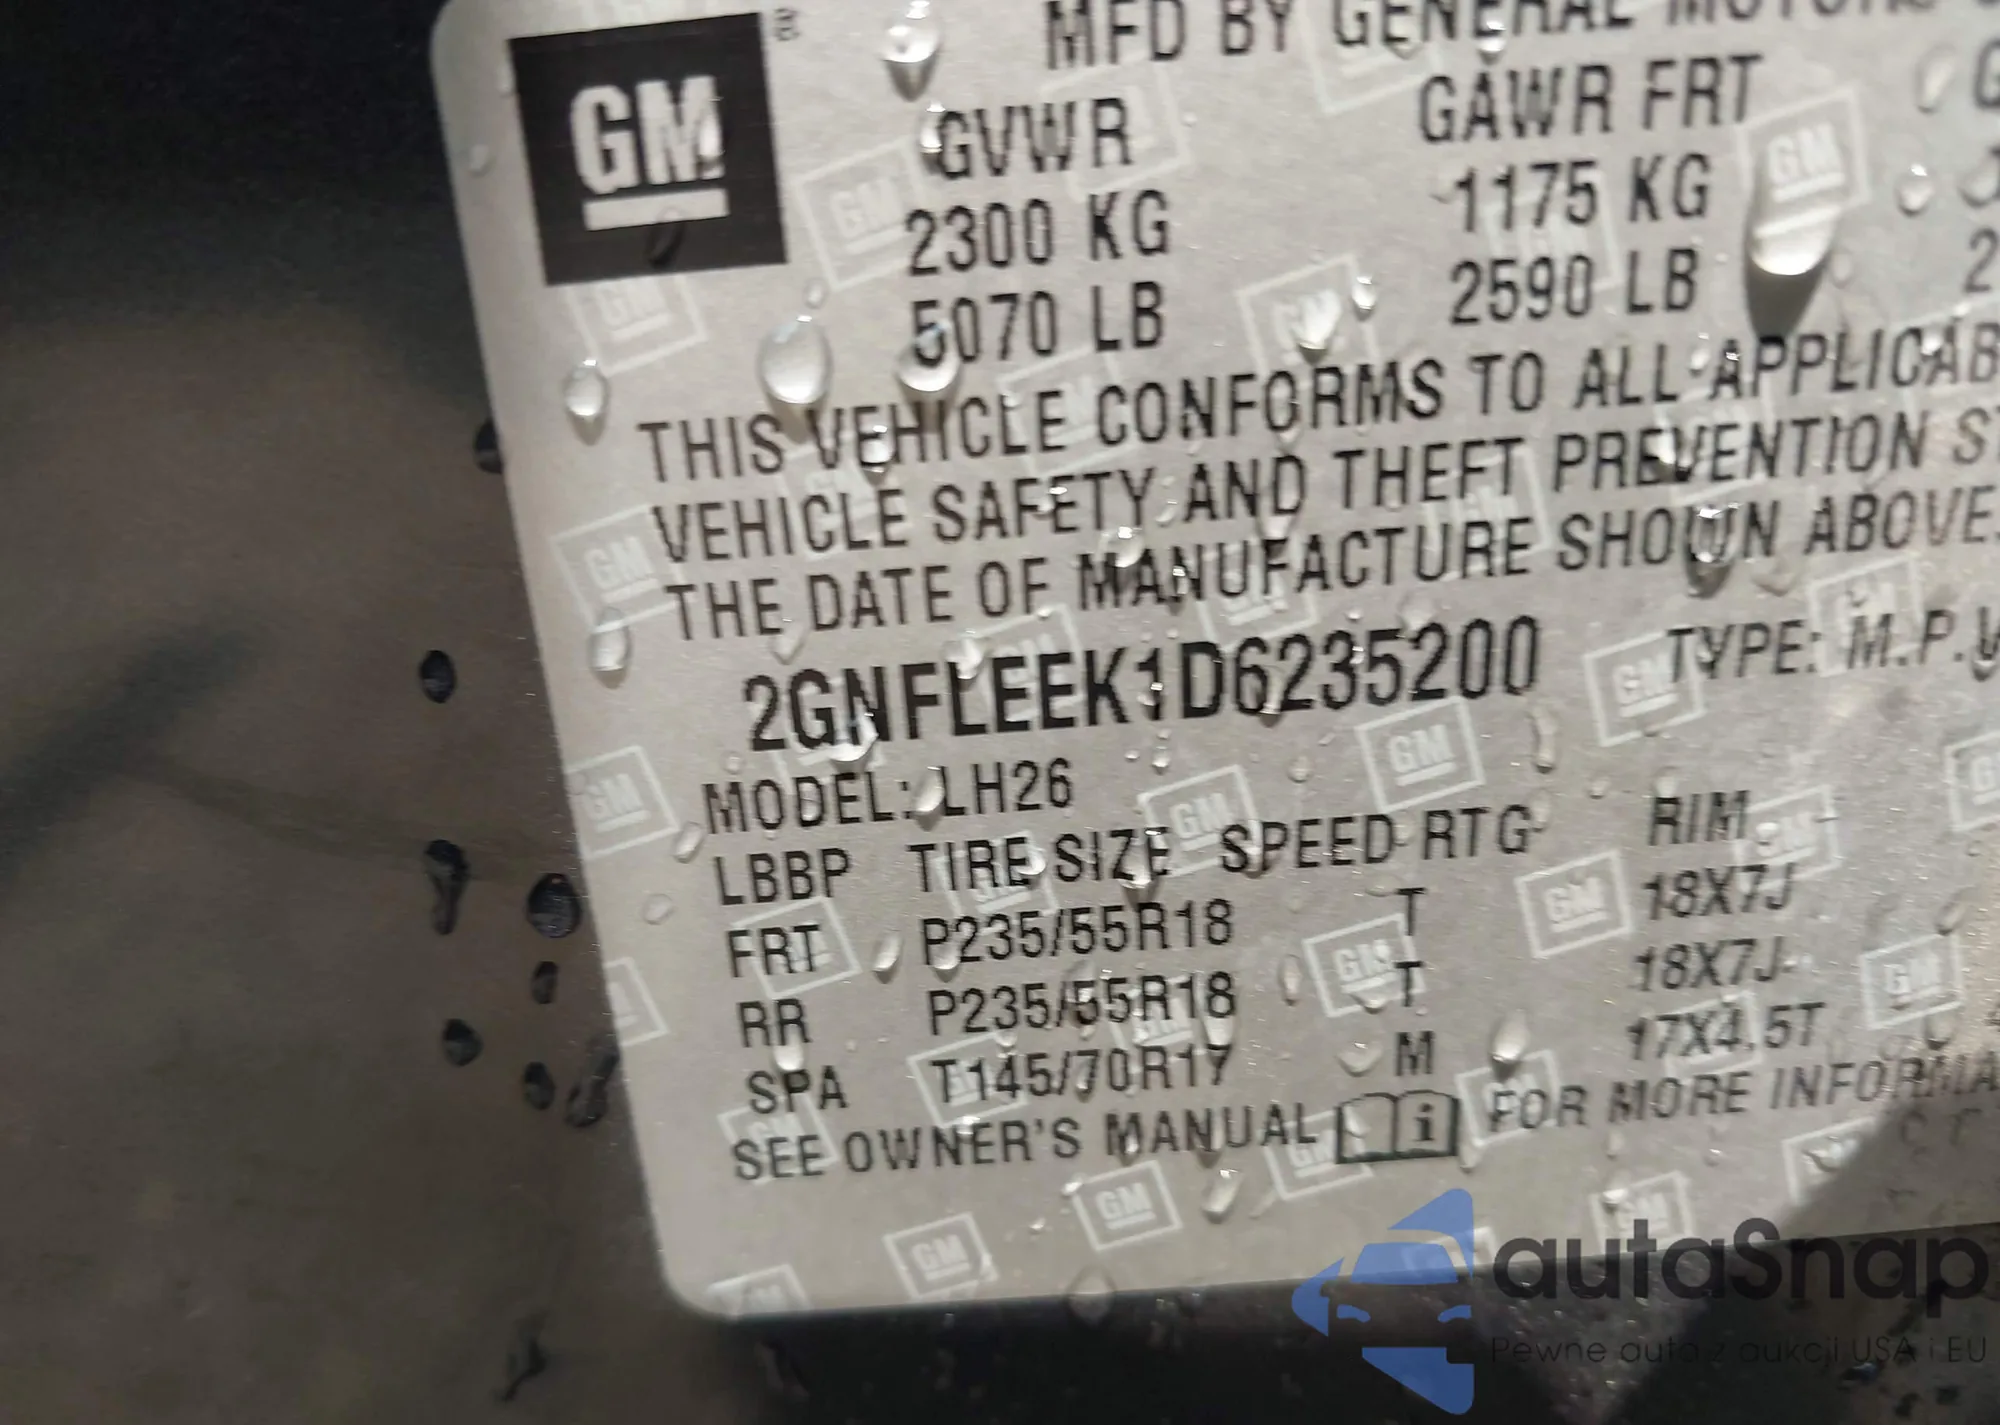 GM
MFD BY GENERAL MOTORS
GVWR GAWR FRT
2300 KG 1175 KG
5070 LB 2590 LB
THIS VEHICLE CONFORMS TO ALL APPLICAB
VEHICLE SAFETY AND THEFT PREVENTION ST
THE DATE OF MANUFACTURE SHOWN ABOVE.
2GNFLEEK1D6235200 TYPE: M.P.V
MODEL: LH26
LBBP TIRE SIZE SPEED RTG RIM
FRT P235/55R18 T 18X7J
RR P235/55R18 T 18X7J
SPA T145/70R17 M 17X4.5T
SEE OWNER'S MANUAL i FOR MORE INFORMA
autaSnap
Pewne auta z aukcji USA i EU